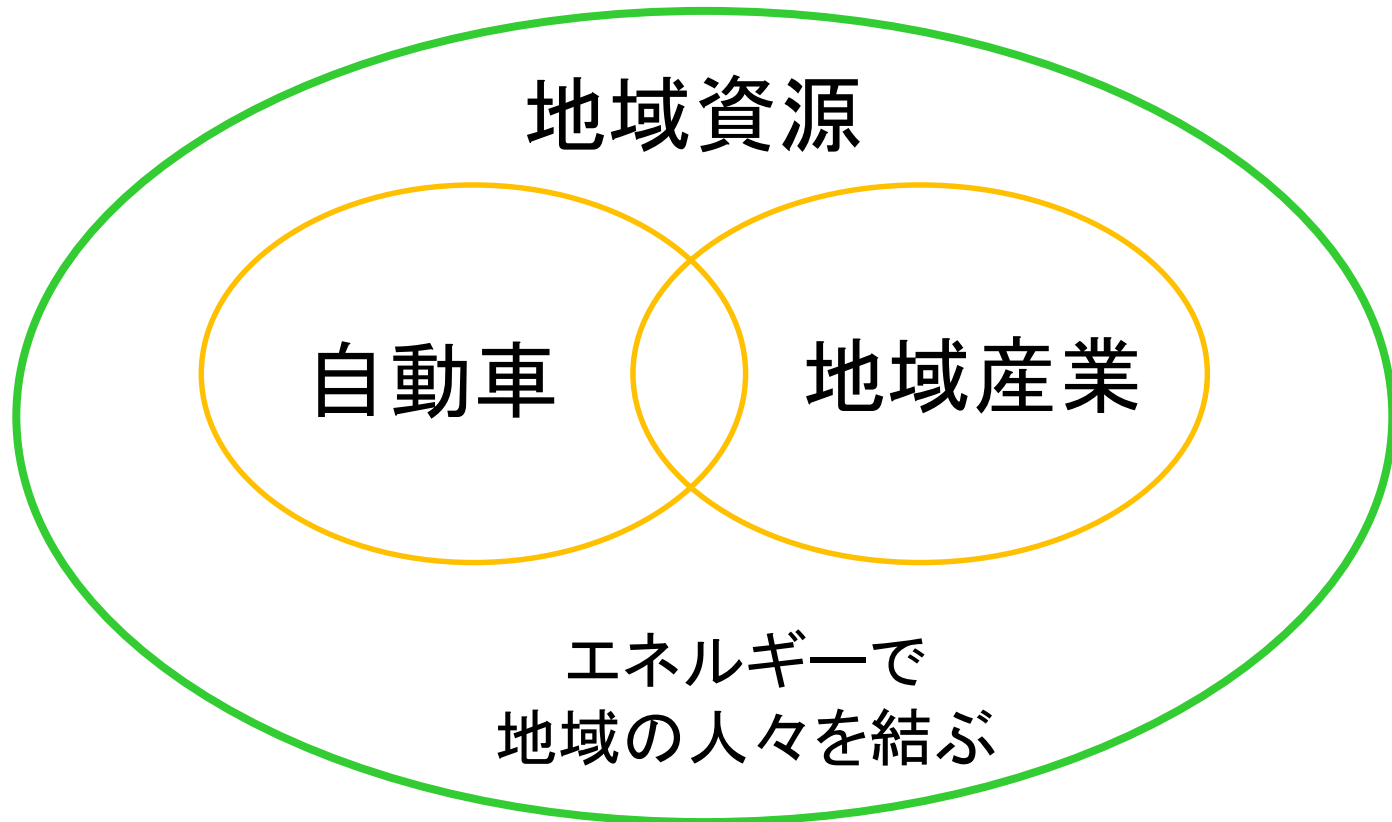 地域資源
自動車
地域産業
エネルギーで
地域の人々を結ぶ